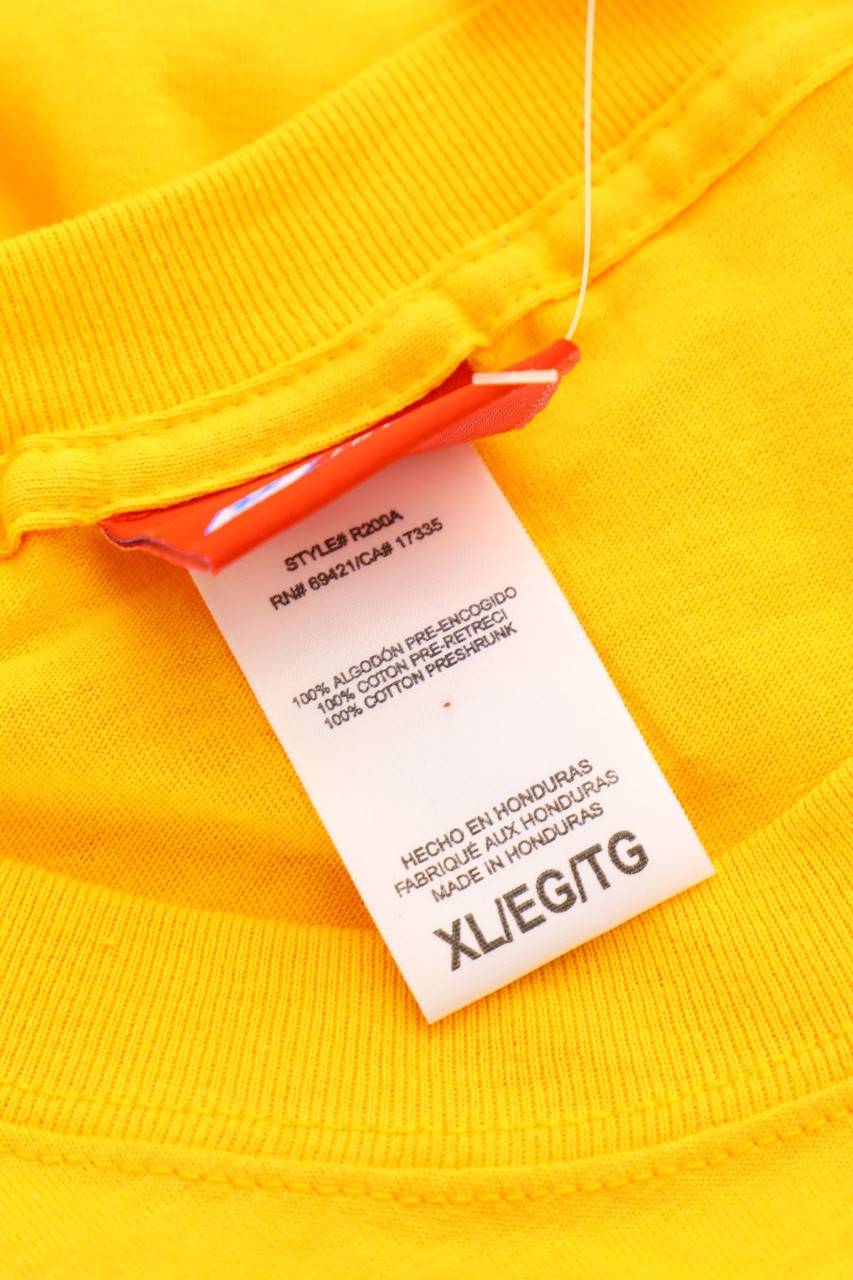 STYLE# R200A
RN# 69421/CA# 17335
100% ALGODÓN PRE-ENCOGIDO
100% COTON PRE-RETRECI
100% COTTON PRESHRUNK
HECHO EN HONDURAS
FABRIQUÉ AUX HONDURAS
MADE IN HONDURAS
XL/EG/TG